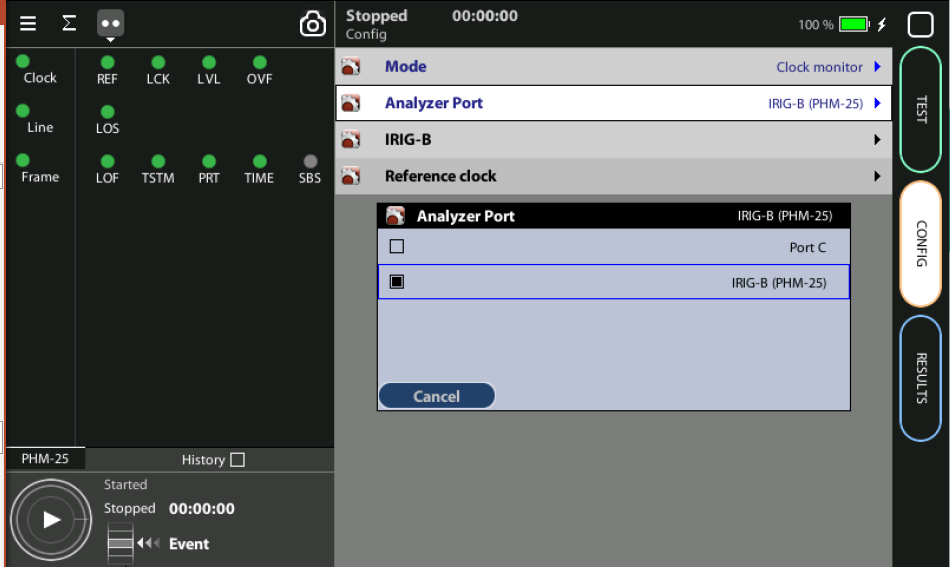 Σ
Stopped 00:00:00
Config
100 %
Clock REF LCK LVL OVF
Line LOS
Frame LOF TSTM PRT TIME SBS
PHM-25 History
Started
Stopped 00:00:00
Event
Mode Clock monitor
Analyzer Port IRIG-B (PHM-25)
IRIG-B
Reference clock
Analyzer Port IRIG-B (PHM-25)
Port C
IRIG-B (PHM-25)
Cancel
TEST
CONFIG
RESULTS